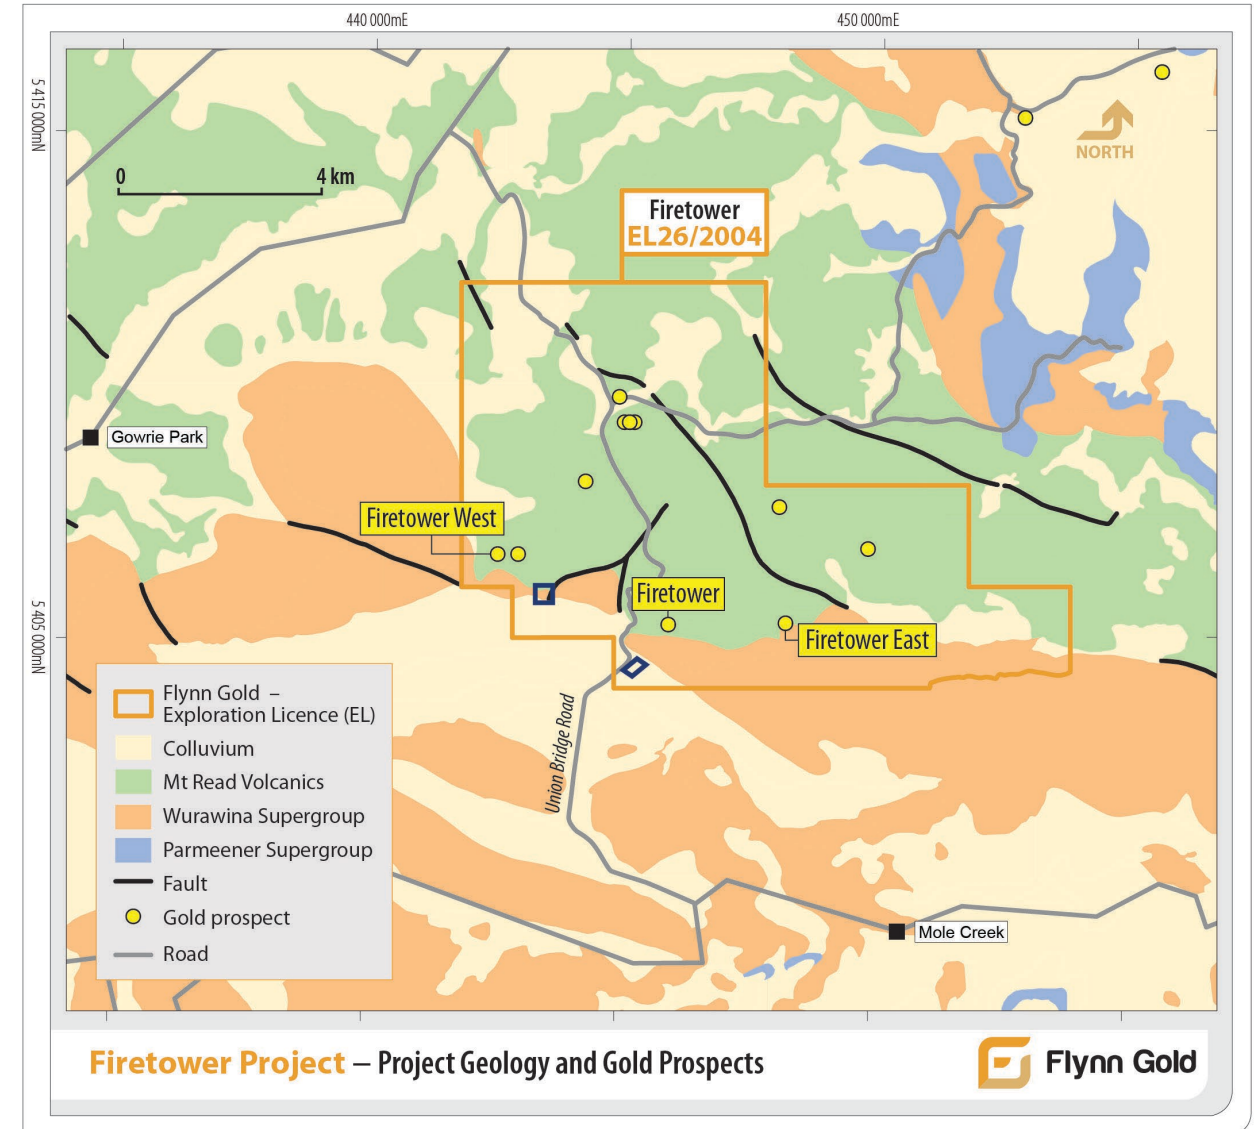 440 000mE
450 000mE
5 415 000mN
NORTH
0 4 km
Firetower
EL26/2004
Gowrie Park
Firetower West
Firetower
5 405 000mN
Firetower East
Flynn Gold –
Exploration Licence (EL)
Colluvium
Mt Read Volcanics
Wurawina Supergroup
Parmeener Supergroup
Fault
Gold prospect
Road
Union Bridge Road
Mole Creek
Firetower Project – Project Geology and Gold Prospects
Flynn Gold